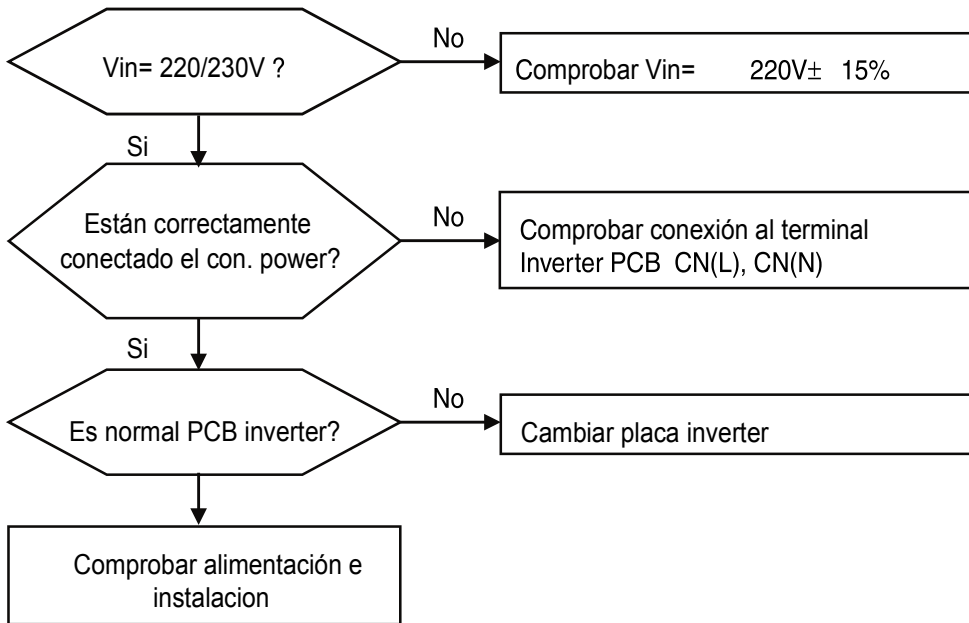 Vin= 220/230V ?
No
Comprobar Vin= 220V± 15%
Si
Están correctamente
conectado el con. power?
No
Comprobar conexión al terminal
Inverter PCB CN(L), CN(N)
Si
Es normal PCB inverter?
No
Cambiar placa inverter
Comprobar alimentación e
instalacion